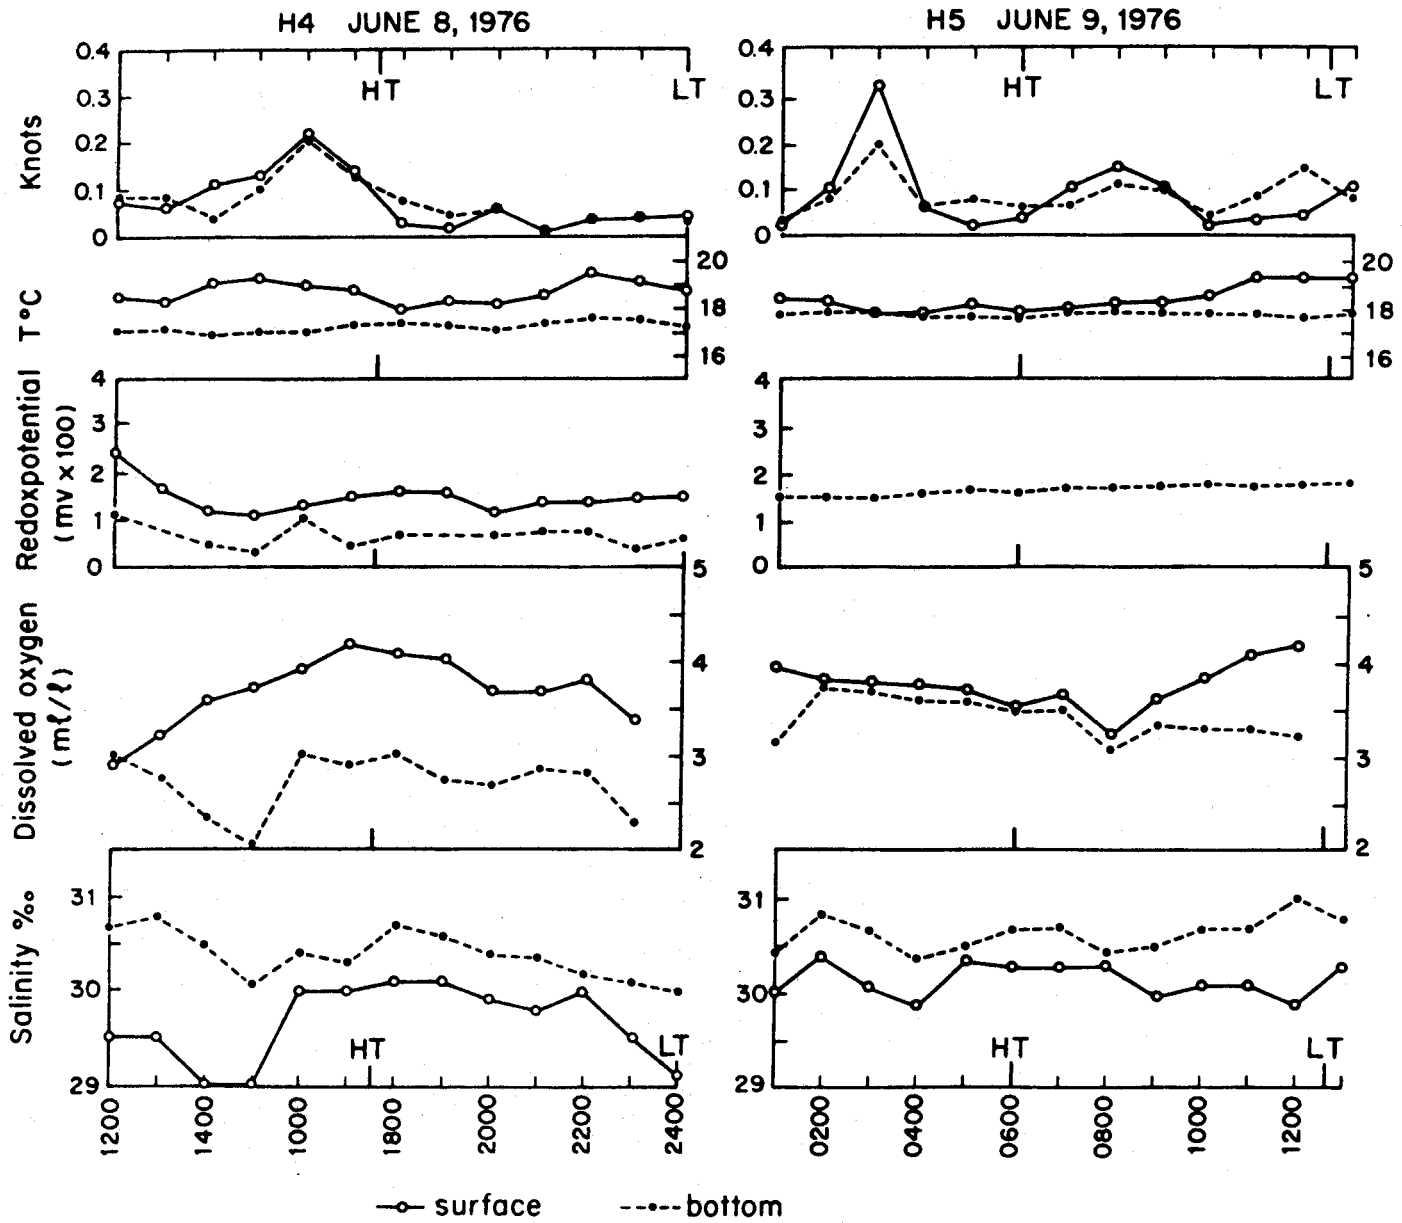 H4 JUNE 8, 1976
H5 JUNE 9, 1976
0.4
0.3
0.2
0.1
0
Knots
HT
LT
0.4
0.3
0.2
0.1
0
HT
LT
T°C
20
18
16
20
18
16
Redoxpotential
(mv x 100)
4
3
2
1
0
4
3
2
1
0
Dissolved oxygen
(mℓ/ℓ)
5
4
3
2
5
4
3
2
Salinity ‰
31
30
29
HT
LT
31
30
29
HT
LT
1200 1400 1600 1800 2000 2200 2400
0200 0400 0600 0800 1000 1200
surface bottom